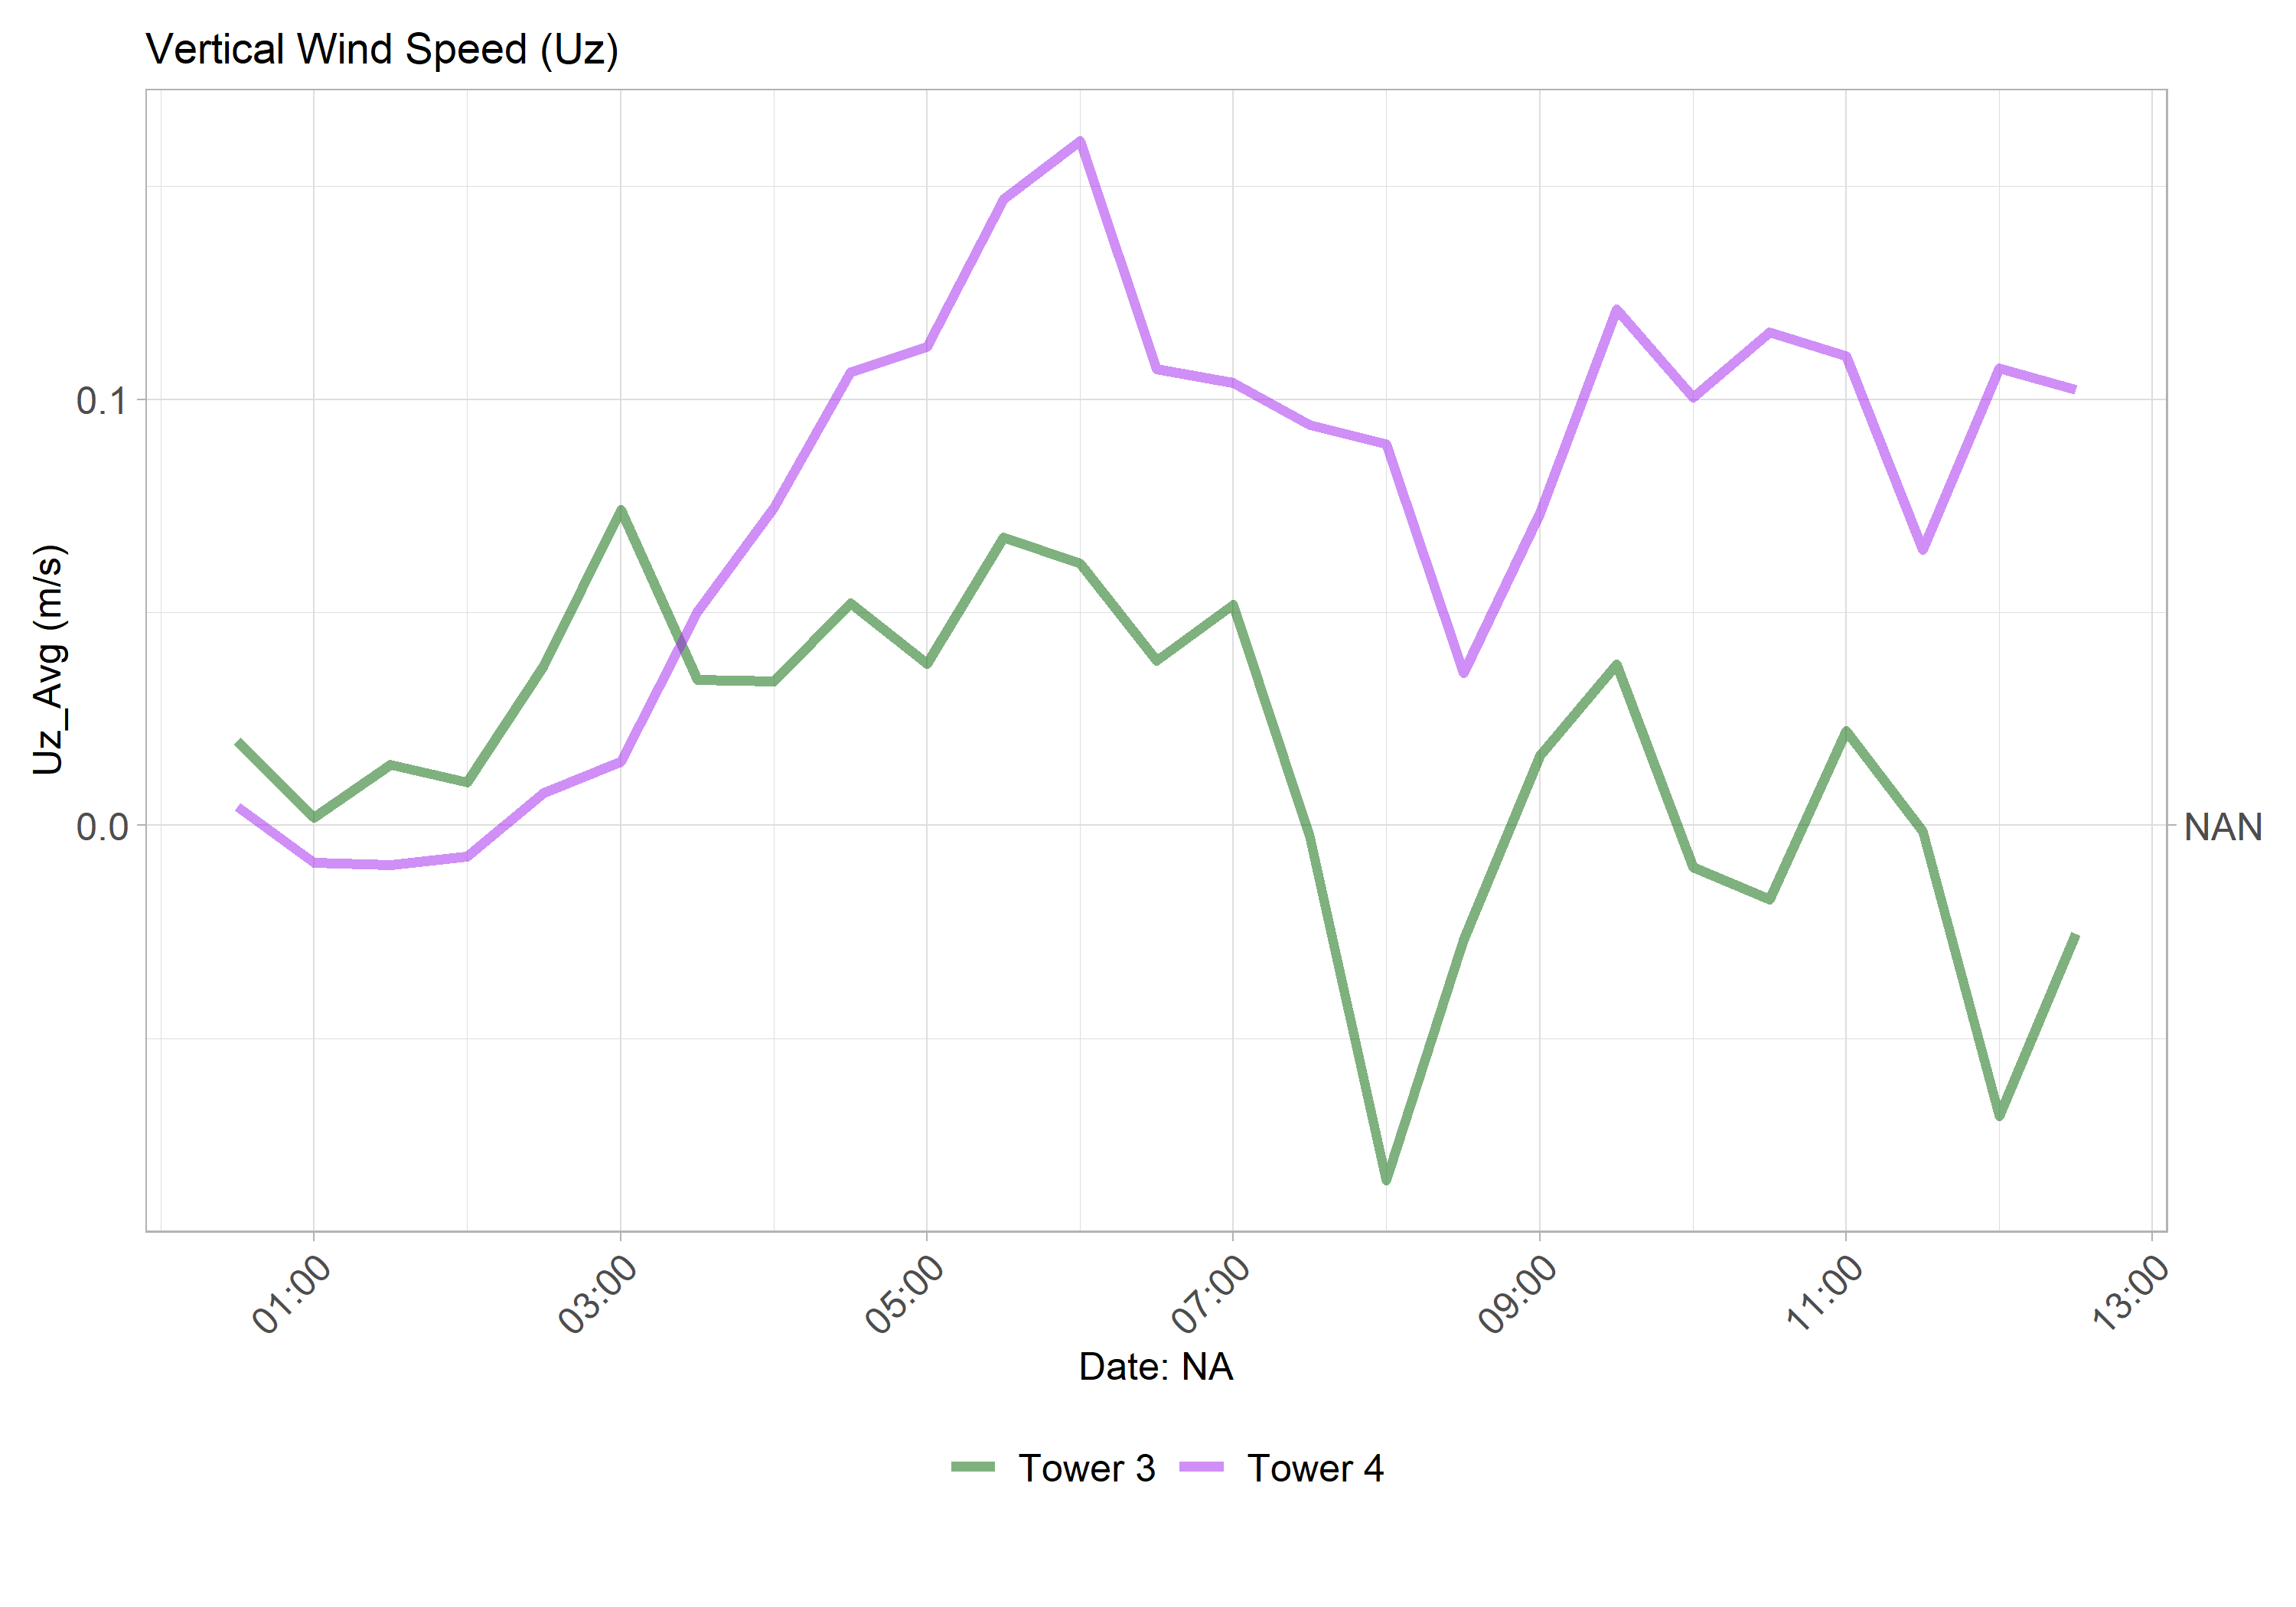 Vertical Wind Speed (Uz)
Uz_Avg (m/s)
0.1
0.0
NAN
01:00 03:00 05:00 07:00 09:00 11:00 13:00
Date: NA
Tower 3 Tower 4